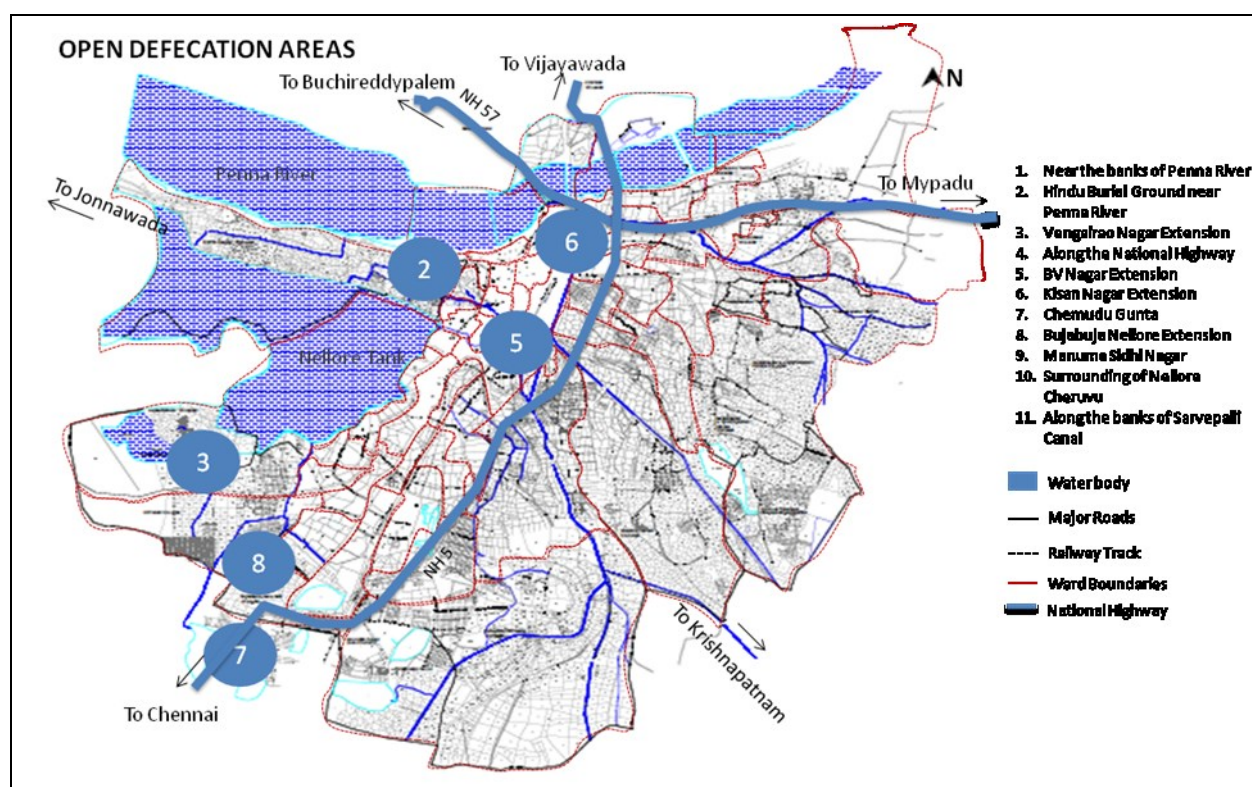 OPEN DEFECATION AREAS
To Buchireddypalem
To Vijayawada
N
NH 57
Penna River
To Jonnawada
To Mypadu
6
2
5
Nellore Tank
3
8
NH 5
7
To Chennai
To Krishnapatnam
1. Near the banks of Penna River
2. Hindu Burial Ground near
Penna River
3. Vengalrao Nagar Extension
4. Along the National Highway
5. BV Nagar Extension
6. Kisan Nagar Extension
7. Chemudu Gunta
8. Bujabuja Nellore Extension
9. Manuma Sidhi Nagar
10. Surrounding of Nellore
Cheruvu
11. Along the banks of Sarvepalli
Canal
Waterbody
Major Roads
Railway Track
Ward Boundaries
National Highway